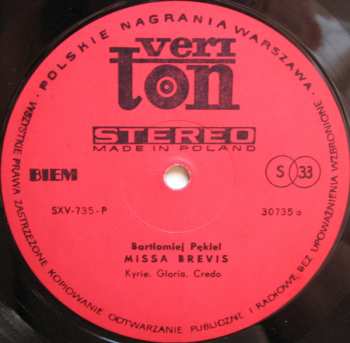 · POLSKIE NAGRANIA WARSZAWA ·
veriton
STEREO
MADE IN POLAND
BIEM
S 33
SXV-735-P
30735 a
Bartłomiej Pękiel
MISSA BREVIS
Kyrie, Gloria, Credo
WSZYSTKIE PRAWA ZASTRZEŻONE KOPIOWANIE ODTWARZANIE PUBLICZNE I RADIOWE BEZ UPOWAŻNIENIA WZBRONIONE